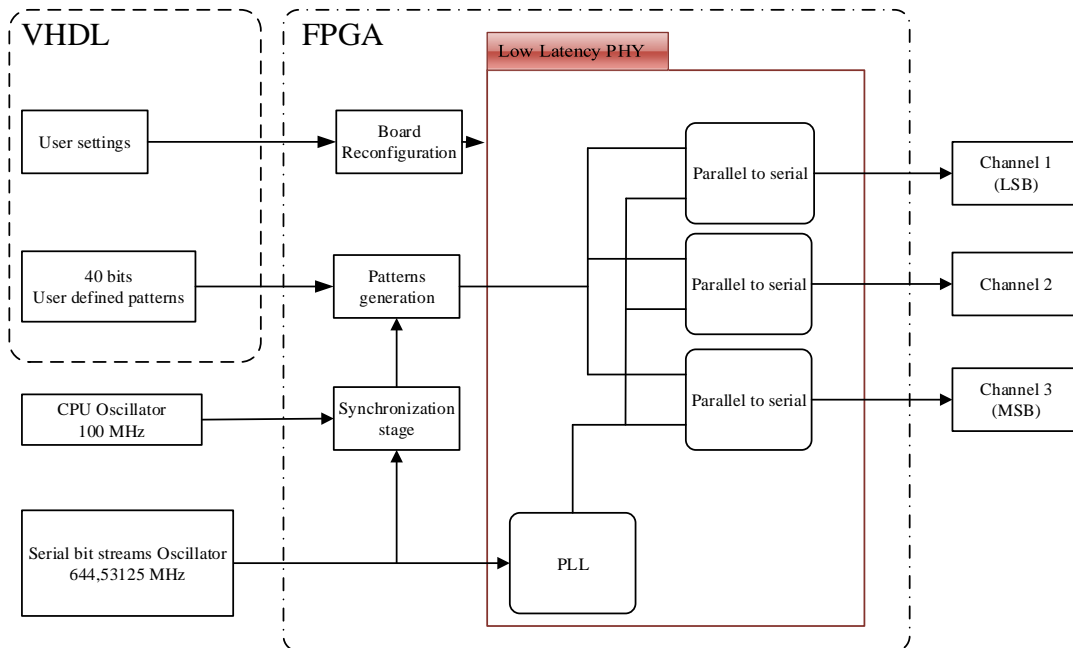 VHDL
FPGA
Low Latency PHY
User settings
Board
Reconfiguration
Parallel to serial
Channel 1
(LSB)
40 bits
User defined patterns
Patterns
generation
Parallel to serial
Channel 2
CPU Oscillator
100 MHz
Synchronization
stage
Parallel to serial
Channel 3
(MSB)
Serial bit streams Oscillator
644,53125 MHz
PLL